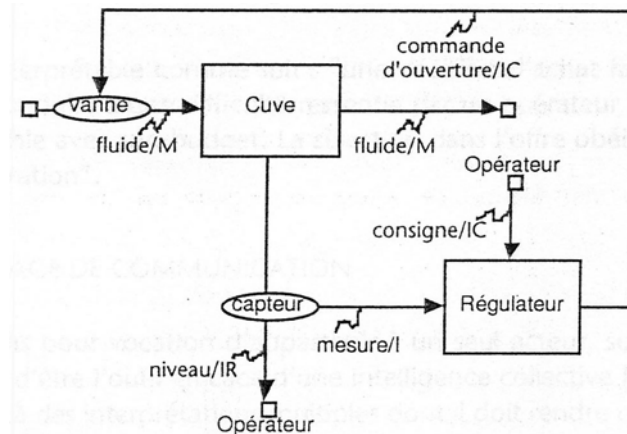 commande
d'ouverture/IC
vanne
Cuve
fluide/M
fluide/M
Opérateur
consigne/IC
capteur
Régulateur
mesure/I
niveau/IR
Opérateur